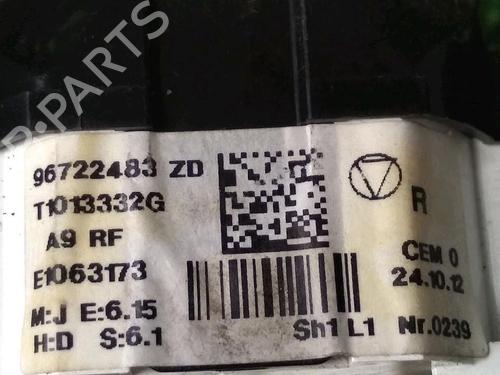 96722483 ZD
T1013332G
A9 RF
E1063173
M:J E:6.15
H:D S:6.1
R
CEM 0
24.10.12
Sh1 L1 Nr.0239